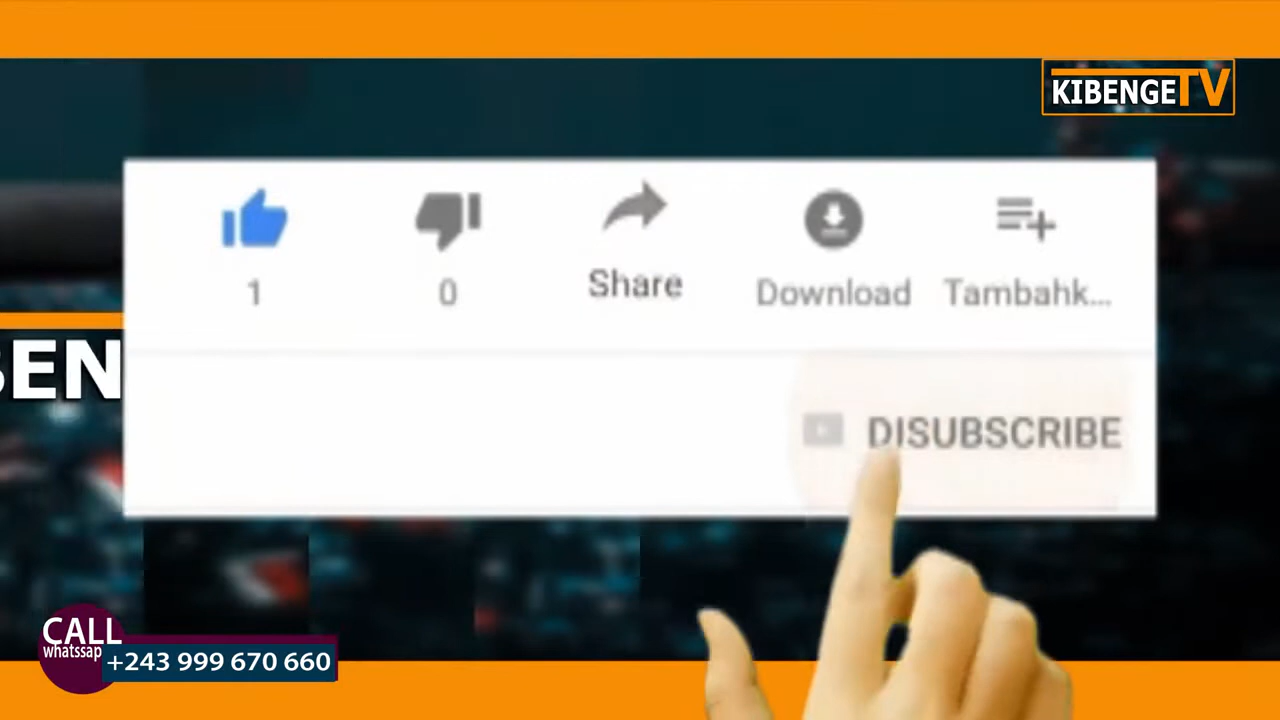 KIBENGETV
1
0
Share
Download
Tambahk...
BEN
DISUBSCRIBE
CALL
whatssap
+243 999 670 660